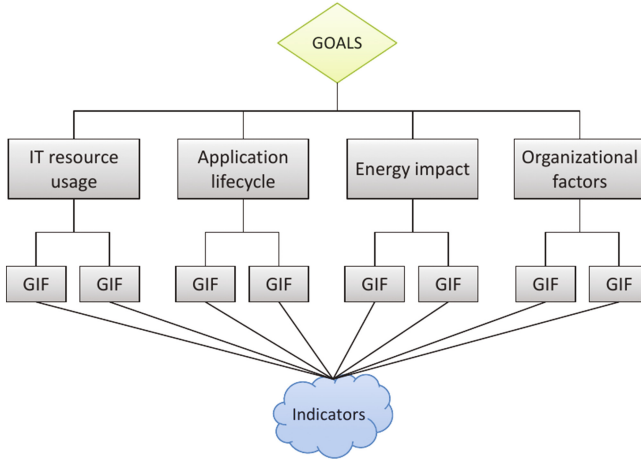 GOALS
IT resource
usage
Application
lifecycle
Energy impact
Organizational
factors
GIF
GIF
GIF
GIF
GIF
GIF
GIF
GIF
Indicators